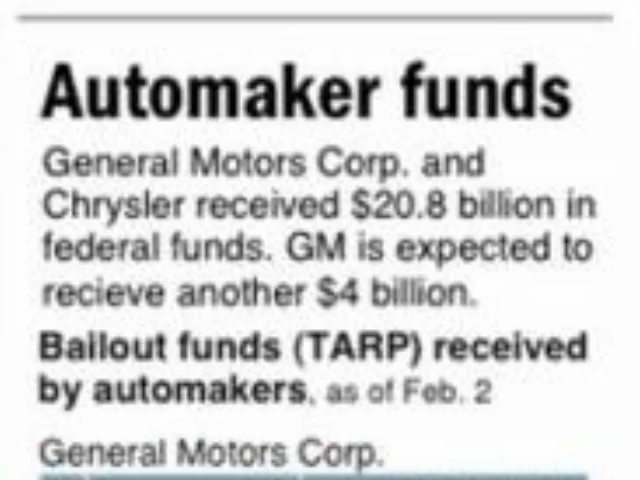 Automaker funds
General Motors Corp. and
Chrysler received $20.8 billion in
federal funds. GM is expected to
recieve another $4 billion.
Bailout funds (TARP) received
by automakers, as of Feb. 2
General Motors Corp.